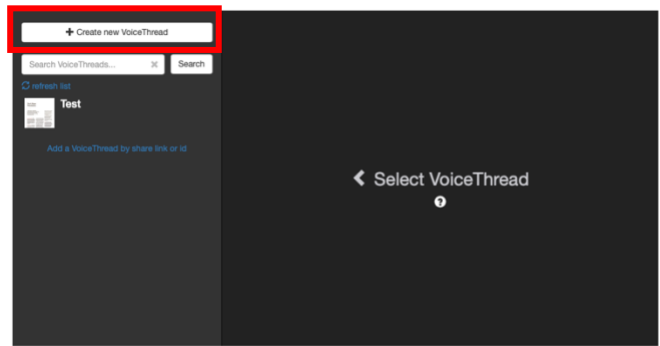 + Create new VoiceThread
Search VoiceThreads...
Search
refresh list
Test
Add a VoiceThread by share link or id
Select VoiceThread
?